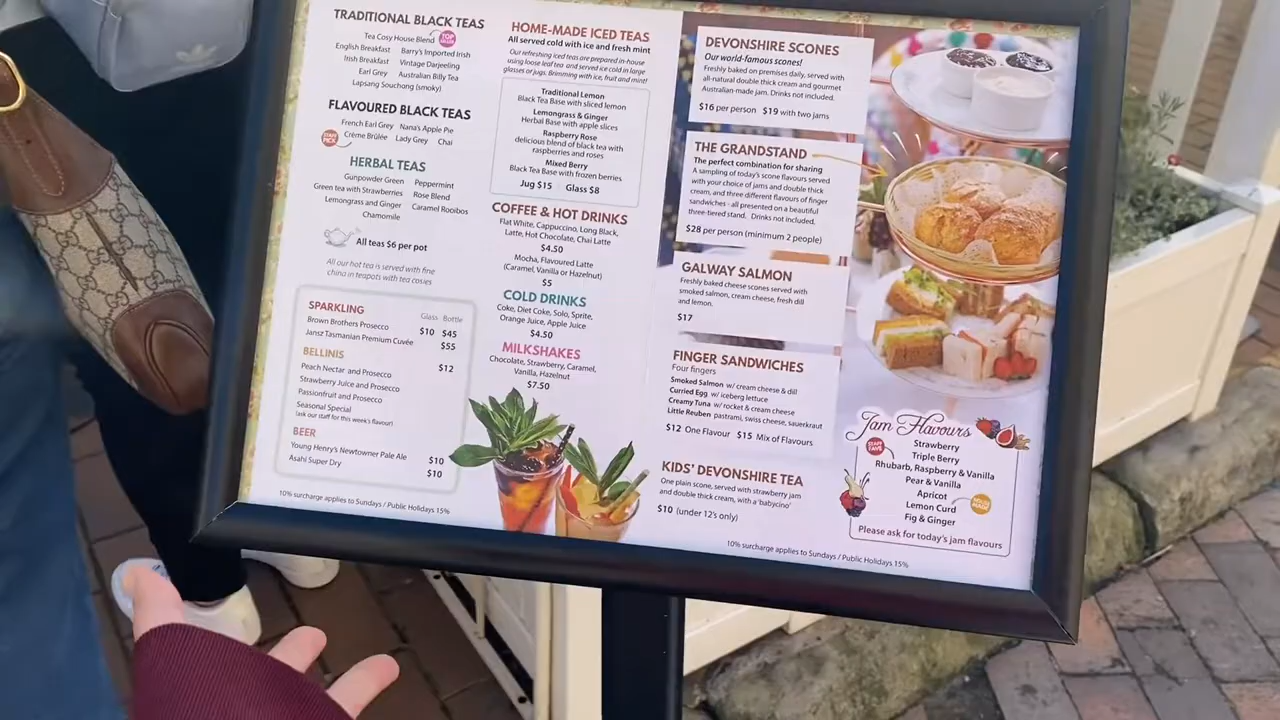 TRADITIONAL BLACK TEAS
Tea Cosy House Blend
English Breakfast Barry's Imported Irish
Irish Breakfast Vintage Darjeeling
Earl Grey Australian Billy Tea
Lapsang Souchong (smoky)
FLAVOURED BLACK TEAS
French Earl Grey Nana's Apple Pie
STAFF PICK
Crème Brûlée Lady Grey Chai
HERBAL TEAS
Gunpowder Green Peppermint
Green tea with Strawberries Rose Blend
Lemongrass and Ginger Caramel Rooibos
Chamomile
All teas $6 per pot
All our hot tea is served with fine
china in teapots with tea cosies
SPARKLING Glass Bottle
Brown Brothers Prosecco $10 $45
Jansz Tasmanian Premium Cuvée $55
BELLINIS
Peach Nectar and Prosecco $12
Strawberry Juice and Prosecco
Passionfruit and Prosecco
Seasonal Special
(ask our staff for this week's flavour)
BEER
Young Henry's Newtowner Pale Ale $10
Asahi Super Dry $10
10% surcharge applies to Sundays / Public Holidays 15%
HOME-MADE ICED TEAS
All served cold with ice and fresh mint
Our refreshing iced teas are prepared in-house
using loose leaf tea and served ice cold in large
glasses or jugs. Brimming with ice, fruit and mint!
Traditional Lemon
Black Tea Base with sliced lemon
Lemongrass & Ginger
Herbal Base with apple slices
Raspberry Rose
delicious blend of black tea with
raspberries and roses
Mixed Berry
Black Tea Base with frozen berries
Jug $15 Glass $8
COFFEE & HOT DRINKS
Flat White, Cappuccino, Long Black,
Latte, Hot Chocolate, Chai Latte
$4.50
Mocha, Flavoured Latte
(Caramel, Vanilla or Hazelnut)
$5
COLD DRINKS
Coke, Diet Coke, Solo, Sprite,
Orange Juice, Apple Juice
$4.50
MILKSHAKES
Chocolate, Strawberry, Caramel,
Vanilla, Hazelnut
$7.50
DEVONSHIRE SCONES
Our world-famous scones!
Freshly baked on premises daily, served with
all-natural double thick cream and gourmet
Australian-made jam. Drinks not included.
$16 per person $19 with two jams
THE GRANDSTAND
The perfect combination for sharing
A sampling of today's scone flavours served
with your choice of jams and double thick
cream, and three different flavours of finger
sandwiches - all presented on a beautiful
three-tiered stand. Drinks not included.
$28 per person (minimum 2 people)
GALWAY SALMON
Freshly baked cheese scones served with
smoked salmon, cream cheese, fresh dill
and lemon.
$17
FINGER SANDWICHES
Four fingers
Smoked Salmon w/ cream cheese & dill
Curried Egg w/ iceberg lettuce
Creamy Tuna w/ rocket & cream cheese
Little Reuben pastrami, swiss cheese, sauerkraut
$12 One Flavour $15 Mix of Flavours
KIDS' DEVONSHIRE TEA
One plain scone, served with strawberry jam
and double thick cream, with a 'babycino'
$10 (under 12's only)
10% surcharge applies to Sundays / Public Holidays 15%
Jam Flavours
STAFF FAVE
Strawberry
Triple Berry
Rhubarb, Raspberry & Vanilla
Pear & Vanilla
Apricot
Lemon Curd
Fig & Ginger
Please ask for today's jam flavours